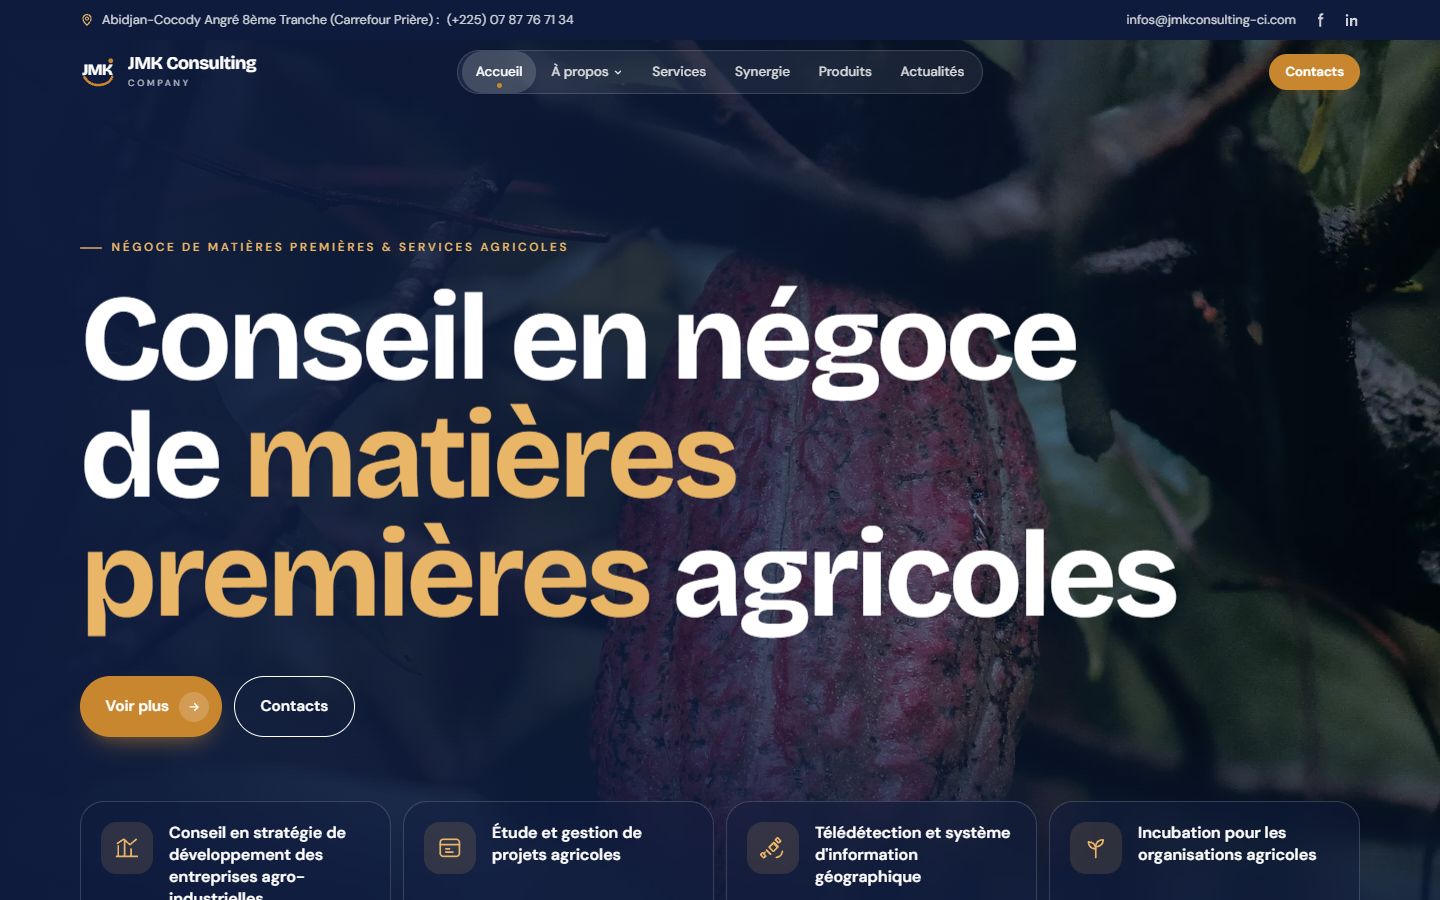 Abidjan-Cocody Angré 8ème Tranche (Carrefour Prière) : (+225) 07 87 76 71 34
infos@jmkconsulting-ci.com
f in
JMK
JMK Consulting
COMPANY
Accueil
À propos
Services
Synergie
Produits
Actualités
Contacts
NÉGOCE DE MATIÈRES PREMIÈRES & SERVICES AGRICOLES
Conseil en négoce
de matières
premières agricoles
Voir plus
Contacts
Conseil en stratégie de
développement des
entreprises agro-
industrielles
Étude et gestion de
projets agricoles
Télédétection et système
d'information
géographique
Incubation pour les
organisations agricoles